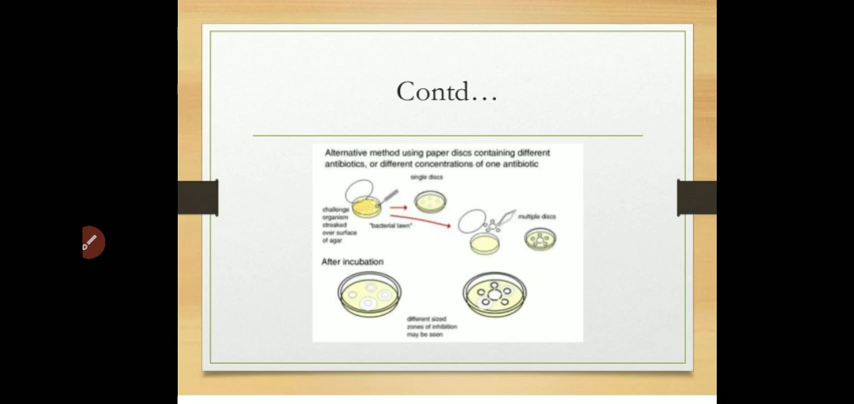 Contd…
Alternative method using paper discs containing different
antibiotics, or different concentrations of one antibiotic
single discs
challenge
organism
streaked
over surface
of agar
"bacterial lawn"
multiple discs
After incubation
different sized
zones of inhibition
may be seen